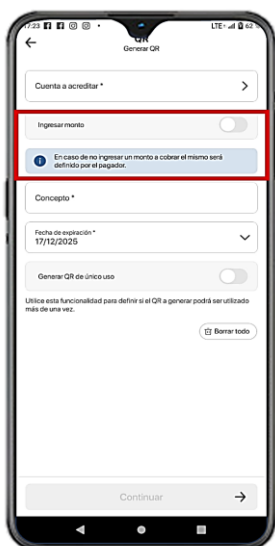 7:23
LTE+ 62
QR
Generar QR
Cuenta a acreditar *
Ingresar monto
En caso de no ingresar un monto a cobrar el mismo será
definido por el pagador.
Concepto *
Fecha de expiración *
17/12/2025
Generar QR de único uso
Utilice esta funcionalidad para definir si el QR a generar podrá ser utilizado
más de una vez.
Borrar todo
Continuar